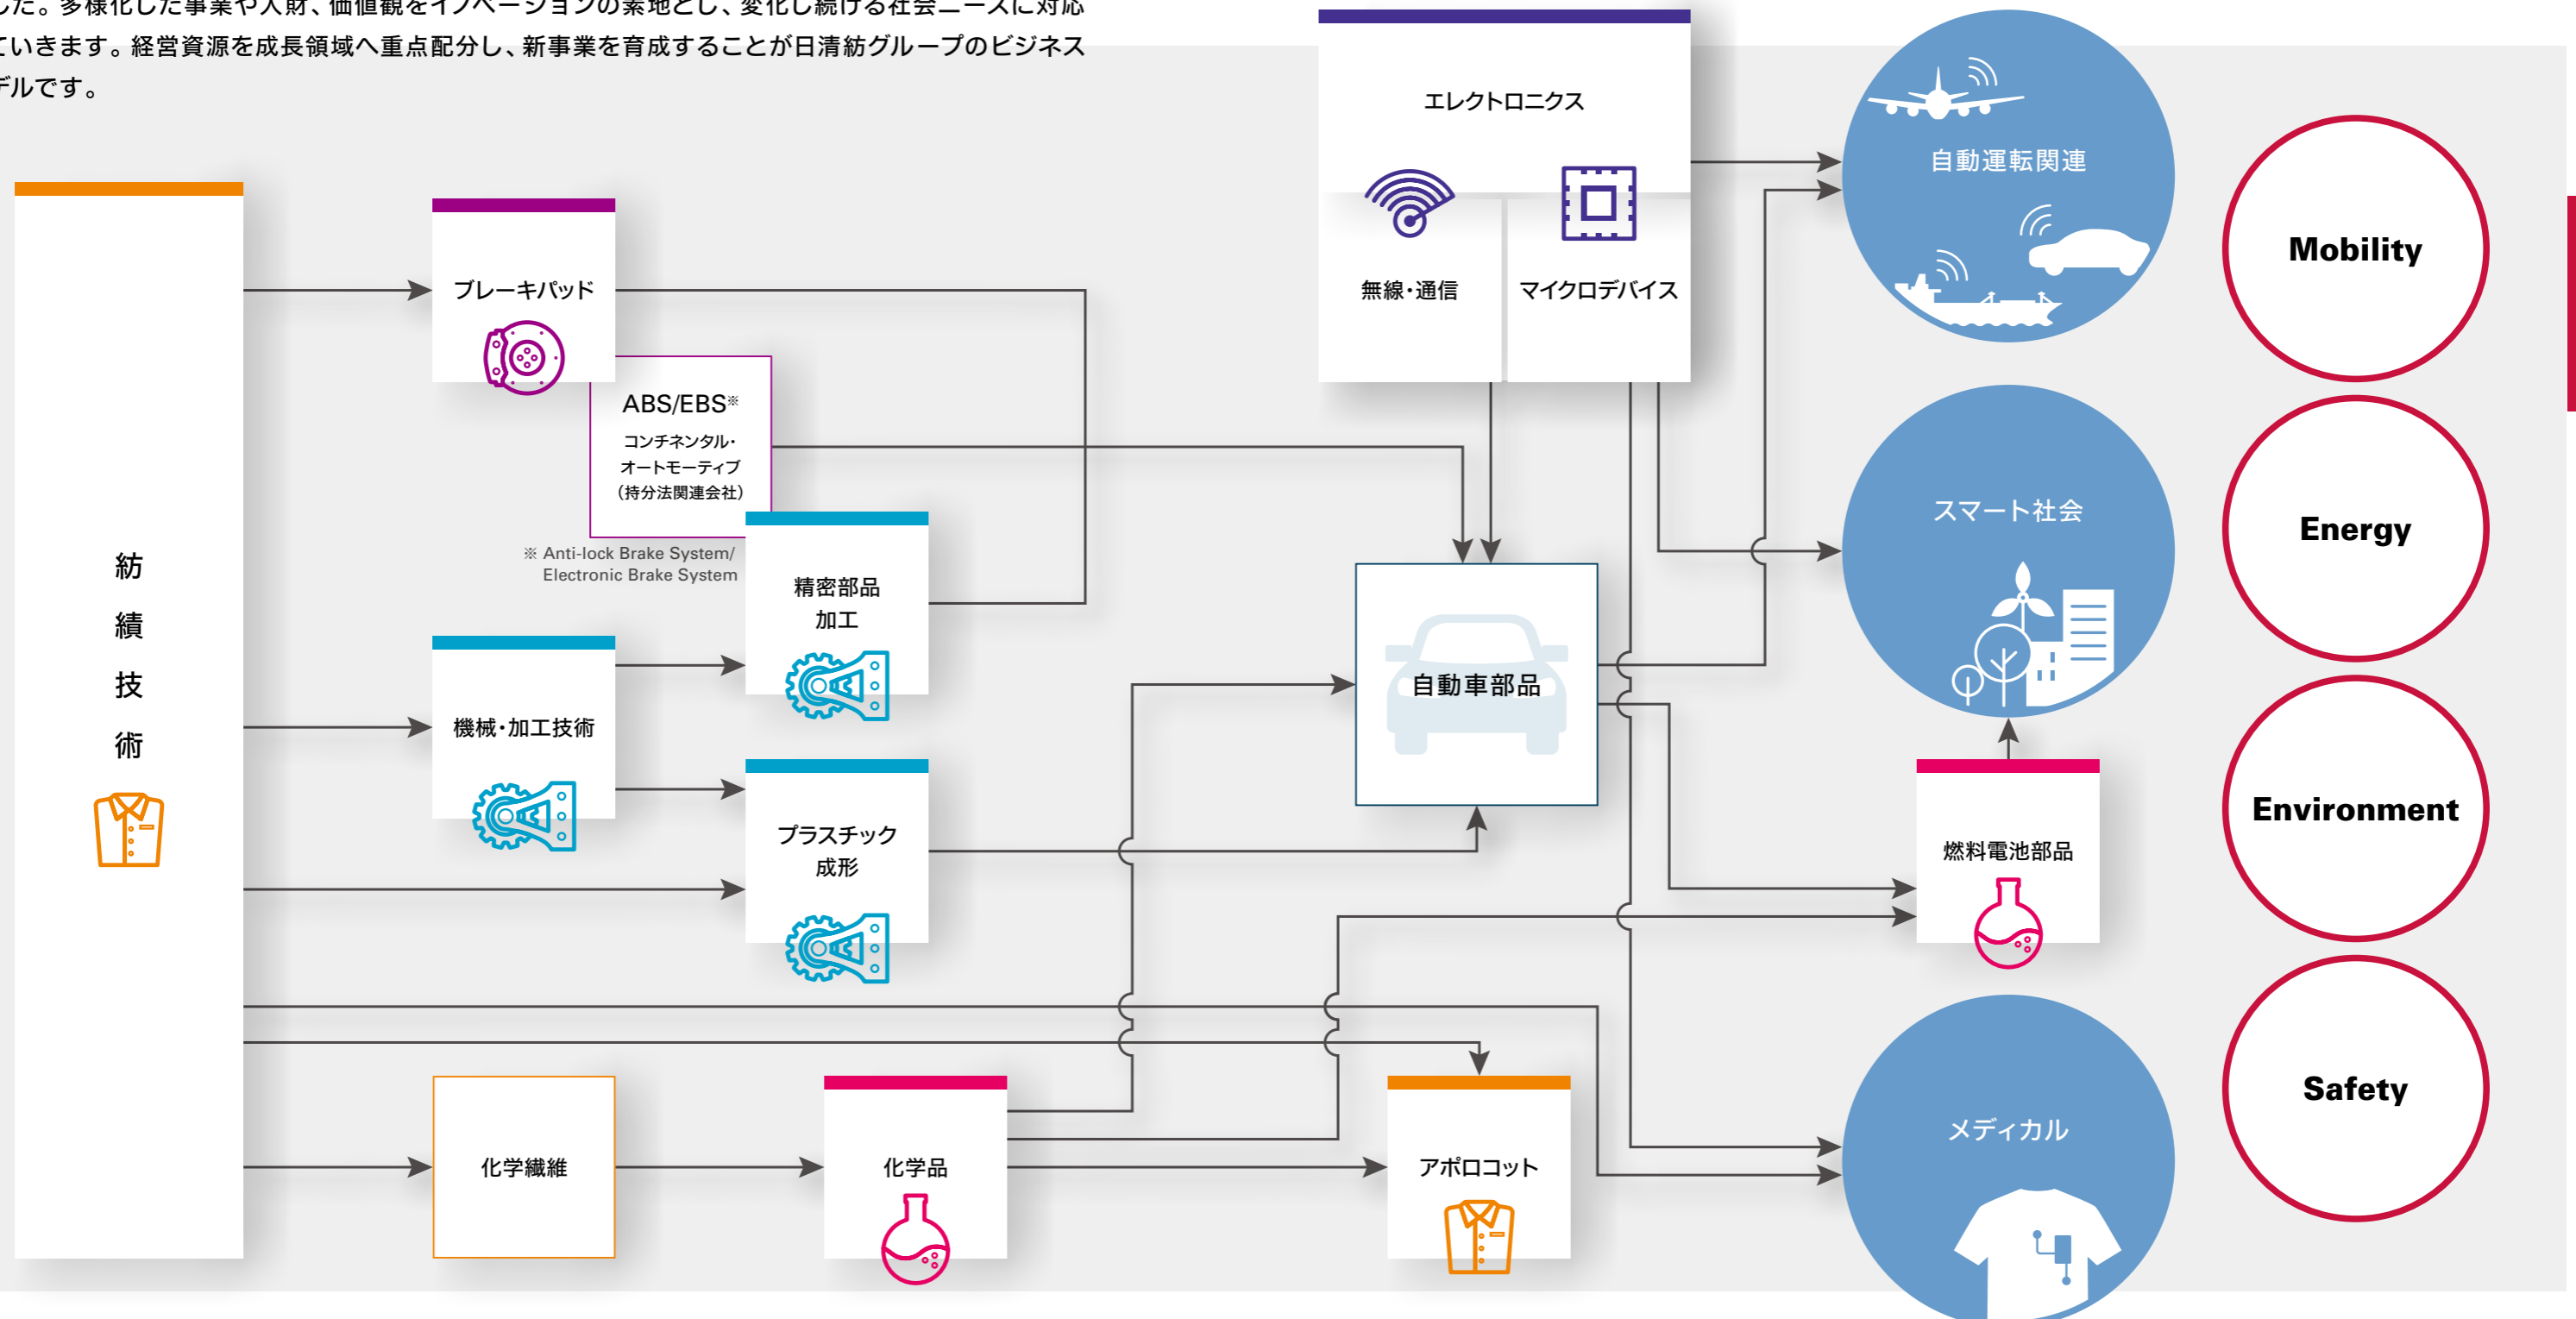 した。多様化した事業や人財、価値観をイノベーションの素地とし、変化し続ける社会ニーズに対応
ていきます。経営資源を成長領域へ重点配分し、新事業を育成することが日清紡グループのビジネス
デルです。
紡績技術
ブレーキパッド
ABS/EBS※
コンチネンタル・
オートモーティブ
（持分法関連会社）
※ Anti-lock Brake System/
Electronic Brake System
機械・加工技術
精密部品
加工
プラスチック
成形
化学繊維
化学品
アポロコット
エレクトロニクス
無線・通信
マイクロデバイス
自動車部品
燃料電池部品
自動運転関連
スマート社会
メディカル
Mobility
Energy
Environment
Safety